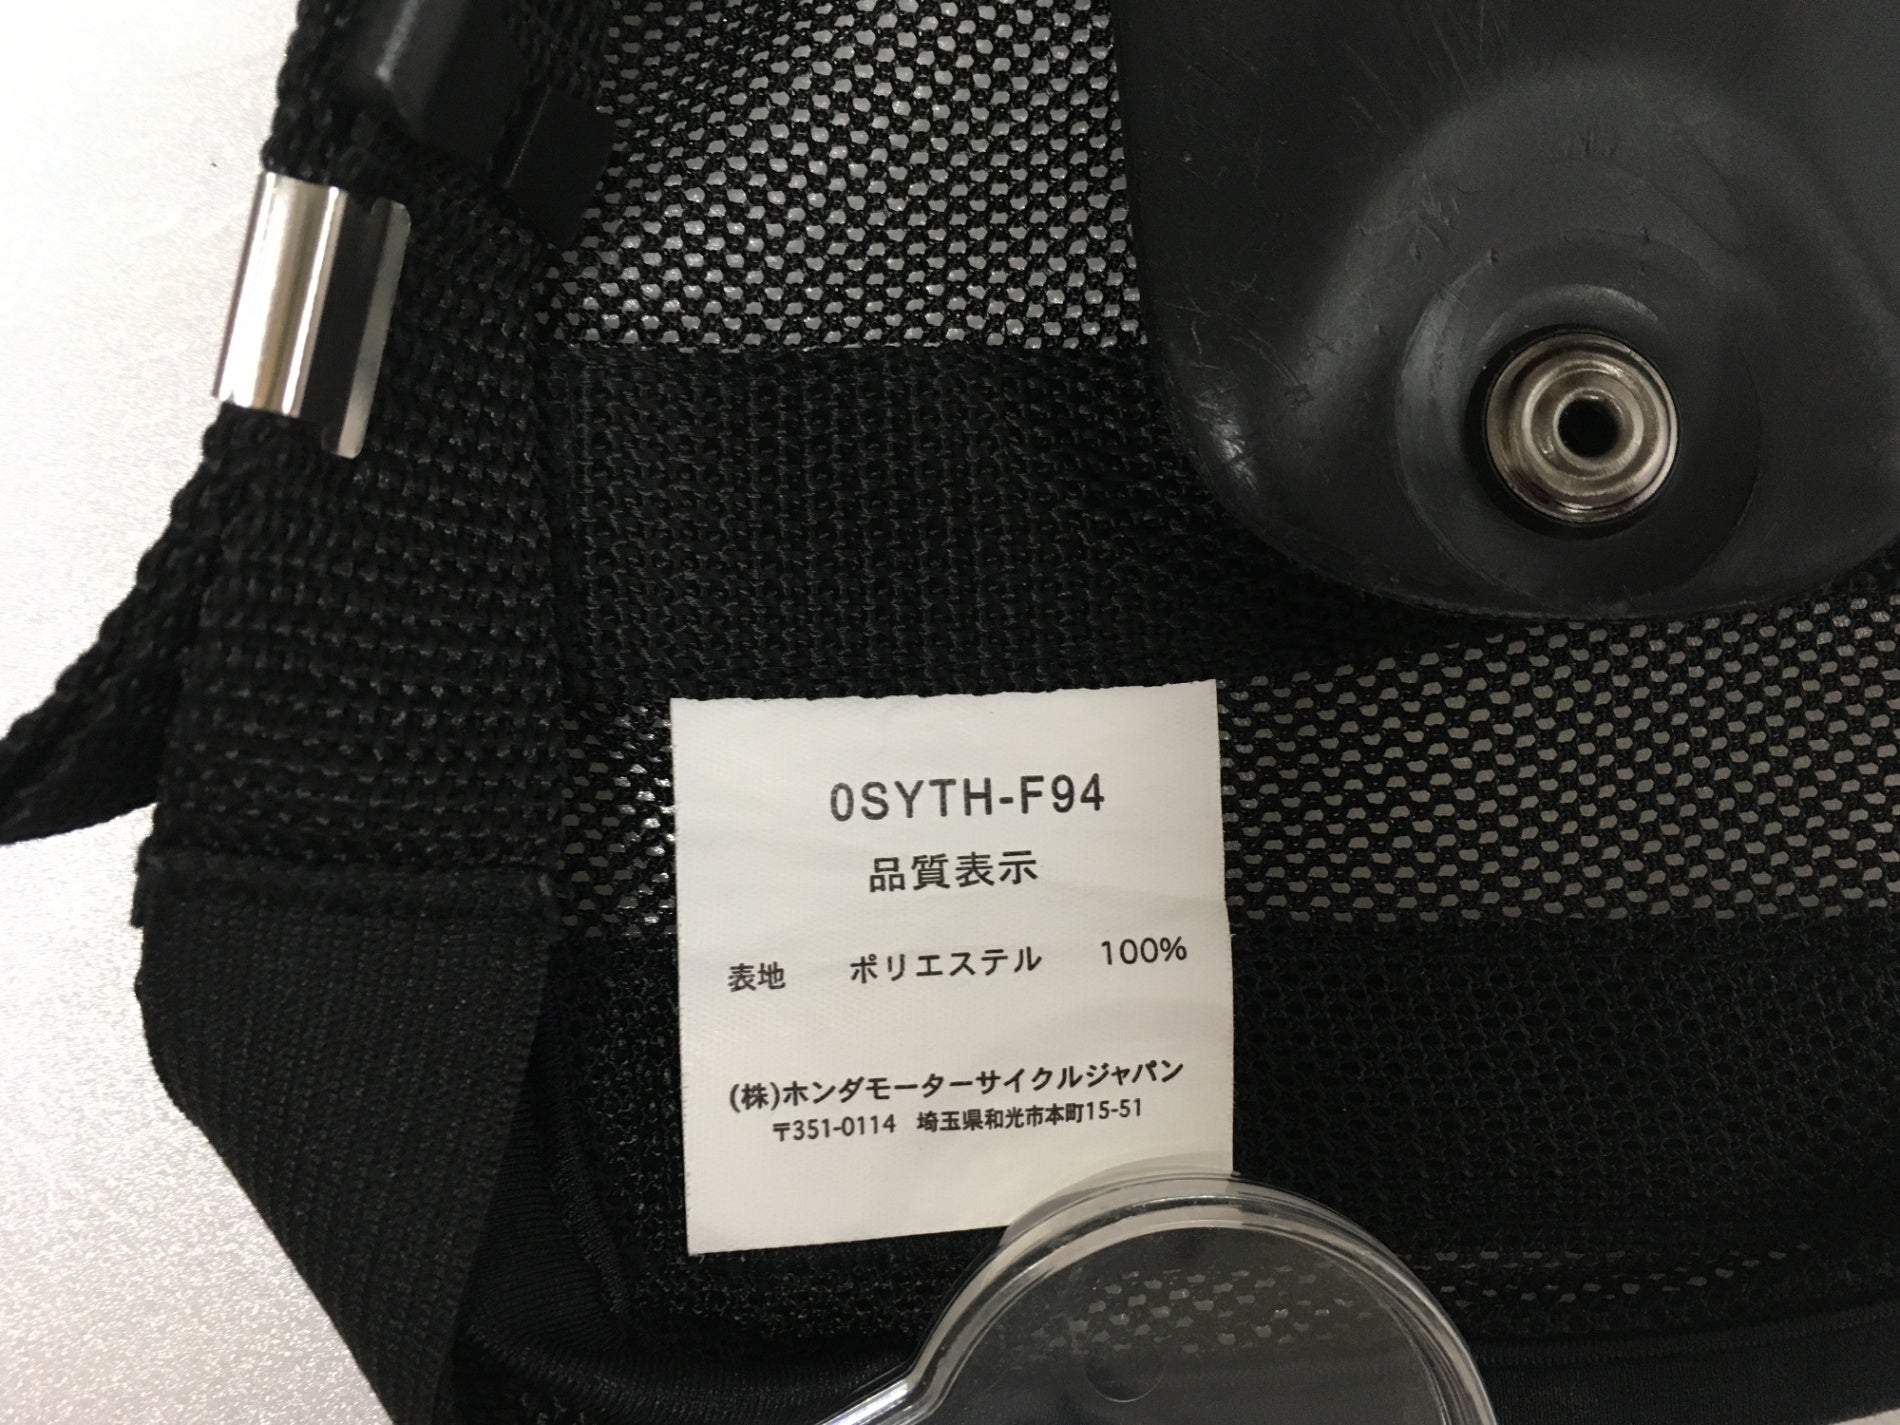 0SYTH-F94
品質表示
表地 ポリエステル 100%
(株)ホンダモーターサイクルジャパン
〒351-0114 埼玉県和光市本町15-51